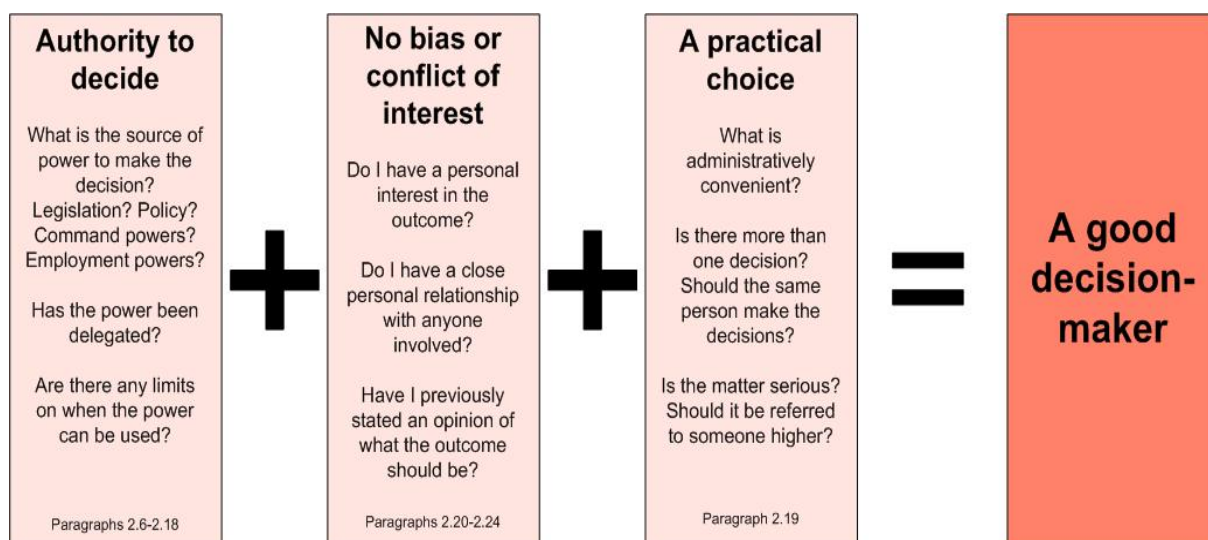 Authority to
decide
What is the source of
power to make the
decision?
Legislation? Policy?
Command powers?
Employment powers?
Has the power been
delegated?
Are there any limits
on when the power
can be used?
Paragraphs 2.6-2.18
+
No bias or
conflict of
interest
Do I have a personal
interest in the
outcome?
Do I have a close
personal relationship
with anyone
involved?
Have I previously
stated an opinion of
what the outcome
should be?
Paragraphs 2.20-2.24
+
A practical
choice
What is
administratively
convenient?
Is there more than
one decision?
Should the same
person make the
decisions?
Is the matter serious?
Should it be referred
to someone higher?
Paragraph 2.19
=
A good
decision-
maker